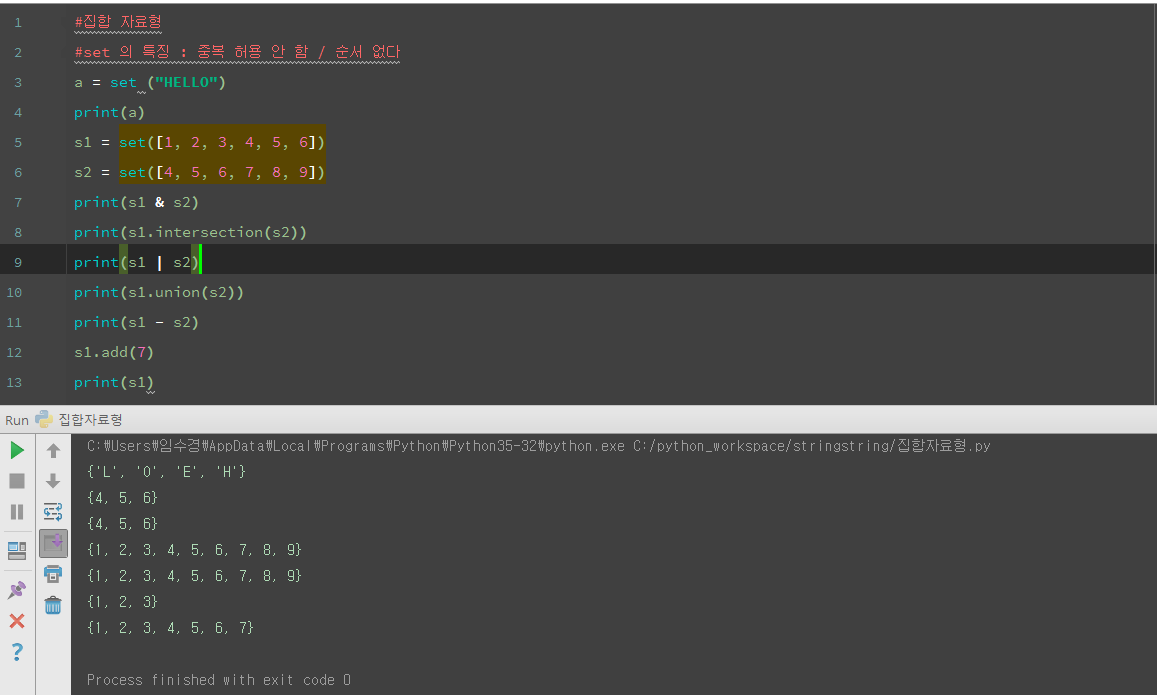 1 #집합 자료형
2 #set 의 특징 : 중복 허용 안 함 / 순서 없다
3 a = set ("HELLO")
4 print(a)
5 s1 = set([1, 2, 3, 4, 5, 6])
6 s2 = set([4, 5, 6, 7, 8, 9])
7 print(s1 & s2)
8 print(s1.intersection(s2))
9 print(s1 | s2)
10 print(s1.union(s2))
11 print(s1 - s2)
12 s1.add(7)
13 print(s1)
Run 집합자료형
C:\Users\임수경\AppData\Local\Programs\Python\Python35-32\python.exe C:/python_workspace/stringstring/집합자료형.py
{'L', 'O', 'E', 'H'}
{4, 5, 6}
{4, 5, 6}
{1, 2, 3, 4, 5, 6, 7, 8, 9}
{1, 2, 3, 4, 5, 6, 7, 8, 9}
{1, 2, 3}
{1, 2, 3, 4, 5, 6, 7}
Process finished with exit code 0